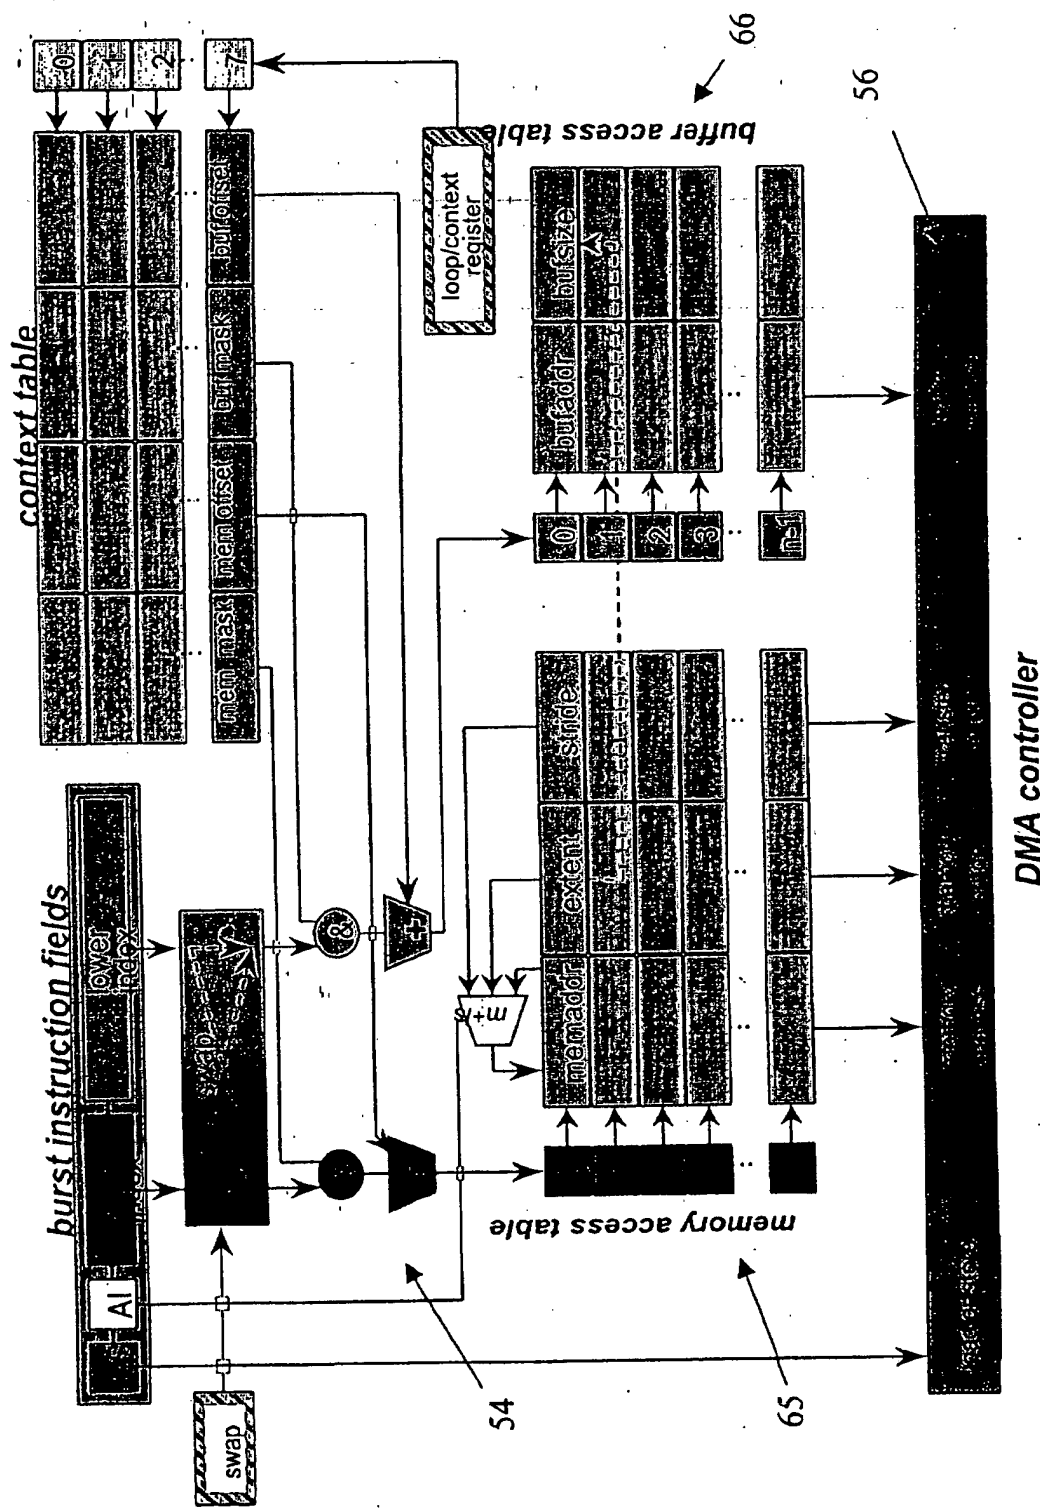 burst instruction fields
context table
AI
ower
index
swap
swap
0
1
2
7
mem mask
mem offset
buf mask
buf offset
&
+
m+/s
loop/context
register
54
memory access table
65
memaddr
extent
stride
0
1
2
3
n-1
bufaddr
bufsize
buffer access table
66
56
DMA controller